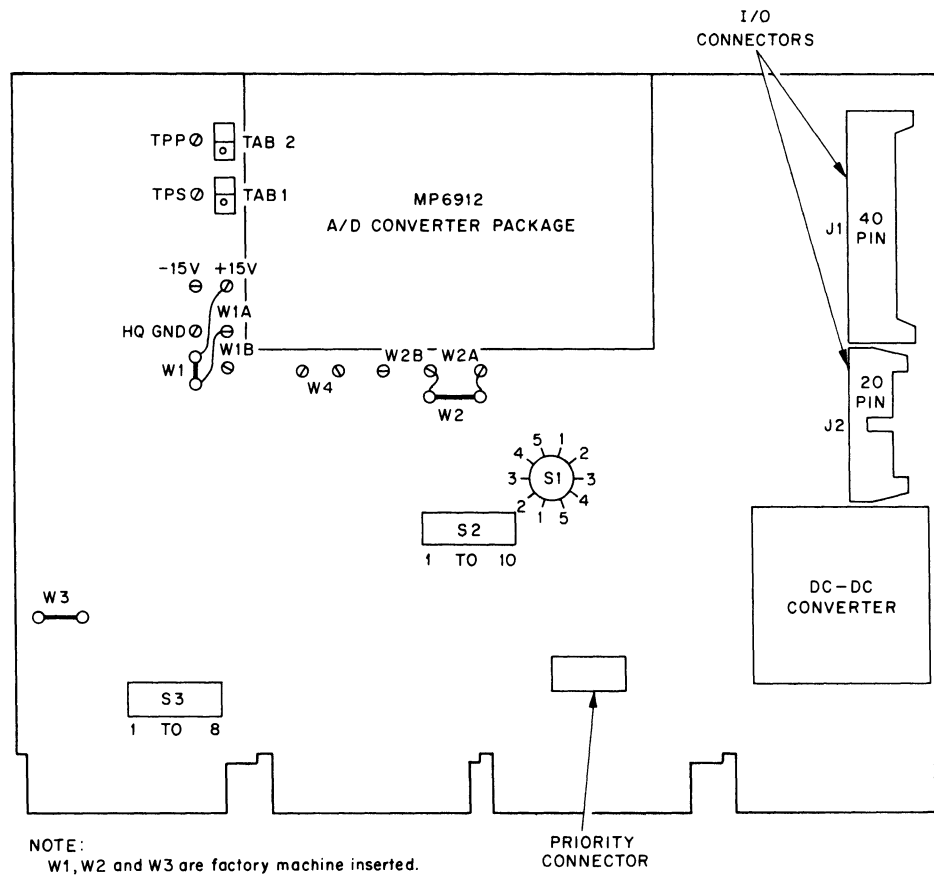 I/O
CONNECTORS
TPP TAB 2
TPS TAB 1
MP6912
A/D CONVERTER PACKAGE
J1
40
PIN
-15V +15V
W1A
HQ GND
W1B
W1
W4
W2B W2A
W2
20
PIN
J2
5 1
4 2
3 S1 3
2 4
1 5
S2
1 TO 10
DC-DC
CONVERTER
W3
S3
1 TO 8
PRIORITY
CONNECTOR
NOTE:
W1, W2 and W3 are factory machine inserted.